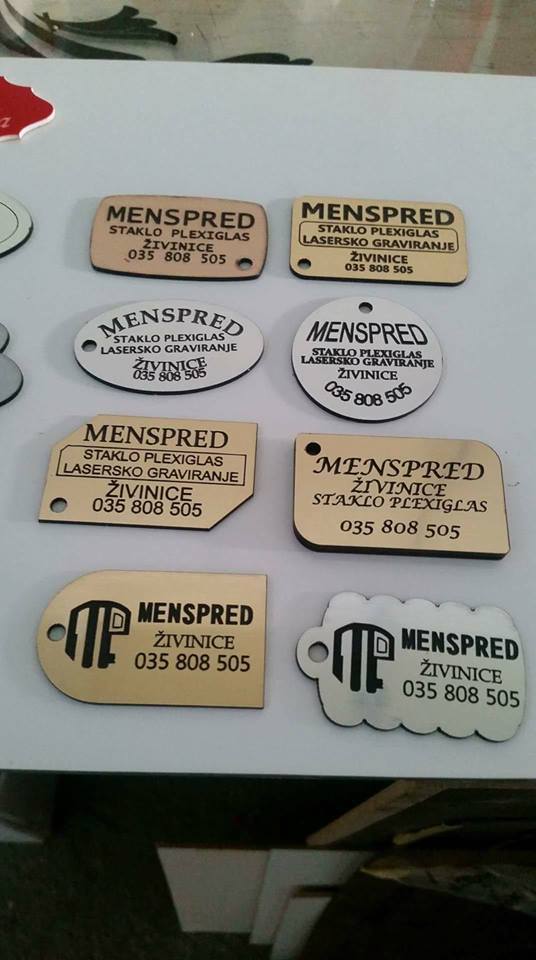 MENSPRED
STAKLO PLEXIGLAS
ŽIVINICE
035 808 505
MENSPRED
STAKLO PLEXIGLAS
LASERSKO GRAVIRANJE
ŽIVINICE
035 808 505
MENSPRED
STAKLO PLEXIGLAS
LASERSKO GRAVIRANJE
ŽIVINICE
035 808 505
MENSPRED
STAKLO PLEXIGLAS
LASERSKO GRAVIRANJE
ŽIVINICE
035 808 505
MENSPRED
STAKLO PLEXIGLAS
LASERSKO GRAVIRANJE
ŽIVINICE
035 808 505
MENSPRED
ŽIVINICE
STAKLO PLEXIGLAS
035 808 505
MENSPRED
ŽIVINICE
035 808 505
MENSPRED
ŽIVINICE
035 808 505